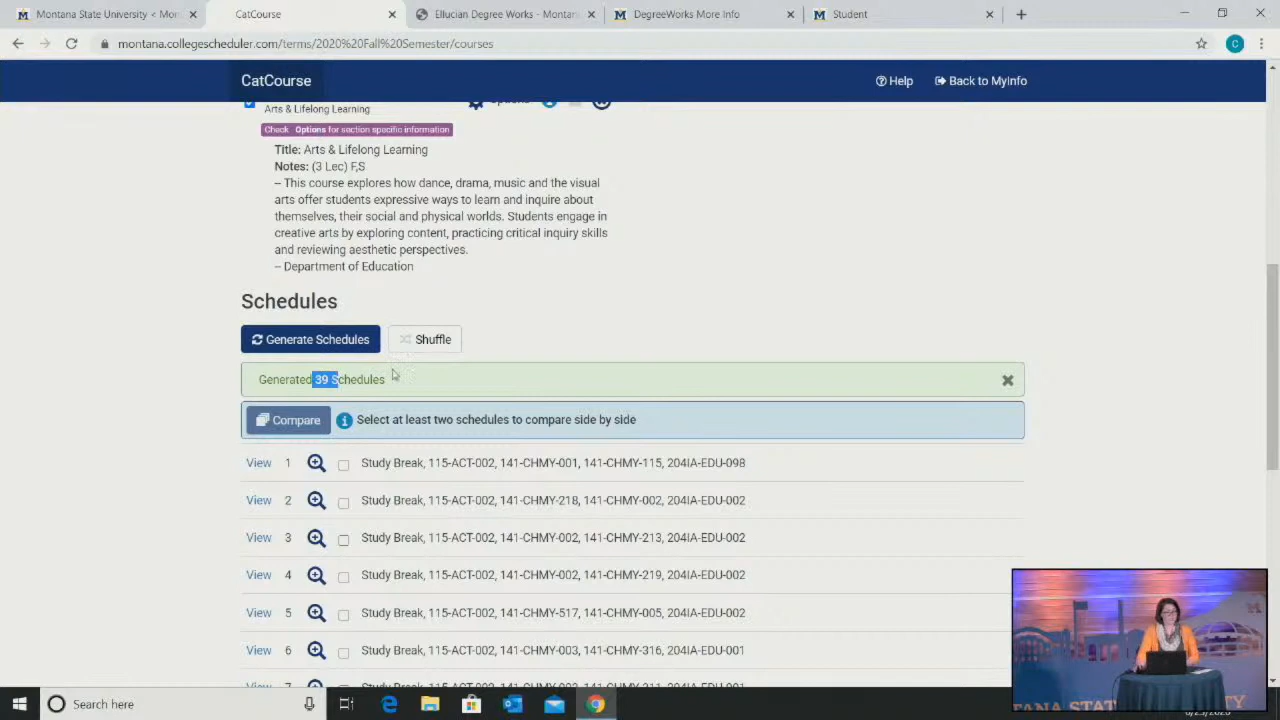 Montana State University < Mon
CatCourse
Ellucian Degree Works - Montan
DegreeWorks More Info
Student
montana.collegescheduler.com/terms/2020%20Fall%20Semester/courses
C
CatCourse
Help
Back to MyInfo
Options
Arts & Lifelong Learning
Check Options for section specific information
Title: Arts & Lifelong Learning
Notes: (3 Lec) F,S
-- This course explores how dance, drama, music and the visual
arts offer students expressive ways to learn and inquire about
themselves, their social and physical worlds. Students engage in
creative arts by exploring content, practicing critical inquiry skills
and reviewing aesthetic perspectives.
-- Department of Education
Schedules
Generate Schedules
Shuffle
Generated 39 Schedules
Compare
Select at least two schedules to compare side by side
View 1 Study Break, 115-ACT-002, 141-CHMY-001, 141-CHMY-115, 204IA-EDU-098
View 2 Study Break, 115-ACT-002, 141-CHMY-218, 141-CHMY-002, 204IA-EDU-002
View 3 Study Break, 115-ACT-002, 141-CHMY-002, 141-CHMY-213, 204IA-EDU-002
View 4 Study Break, 115-ACT-002, 141-CHMY-002, 141-CHMY-219, 204IA-EDU-002
View 5 Study Break, 115-ACT-002, 141-CHMY-517, 141-CHMY-005, 204IA-EDU-002
View 6 Study Break, 115-ACT-002, 141-CHMY-003, 141-CHMY-316, 204IA-EDU-001
TANA STAT
Search here